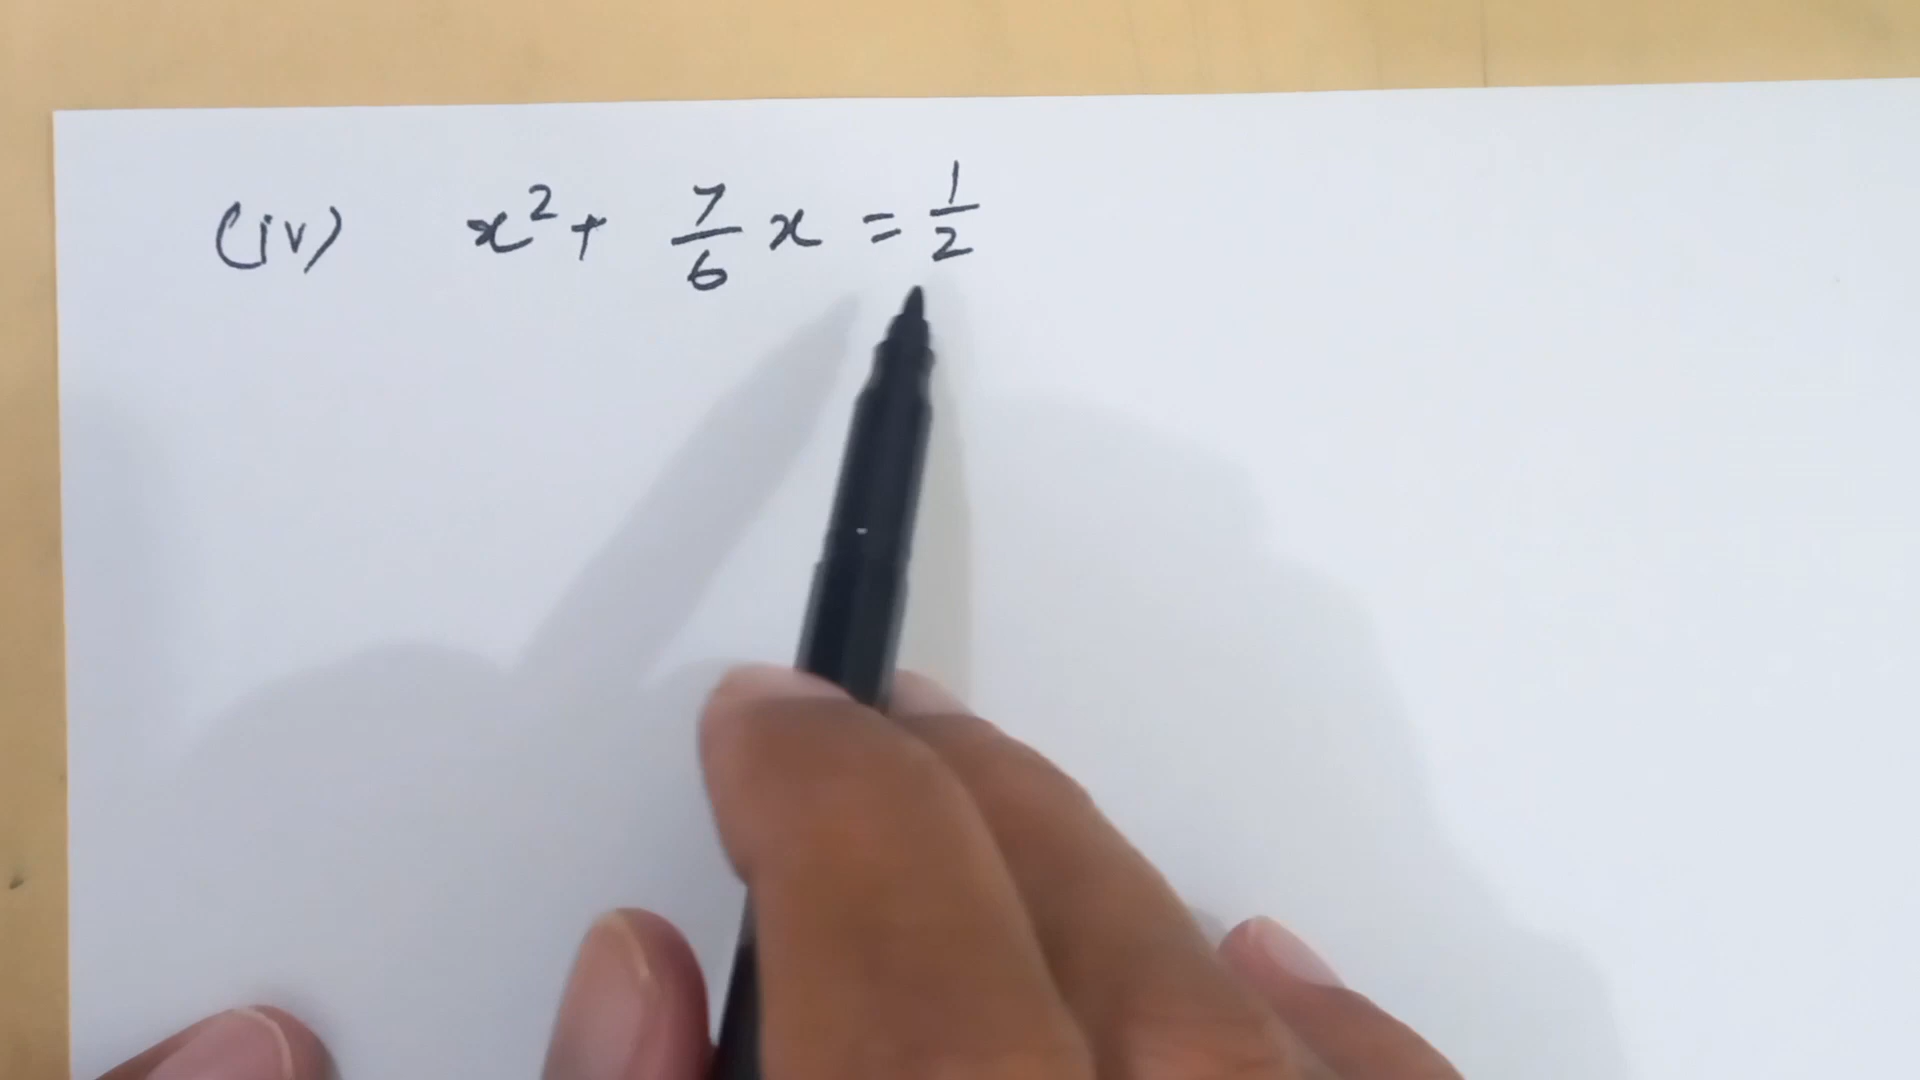 (iv) x² + 7/6 x = 1/2